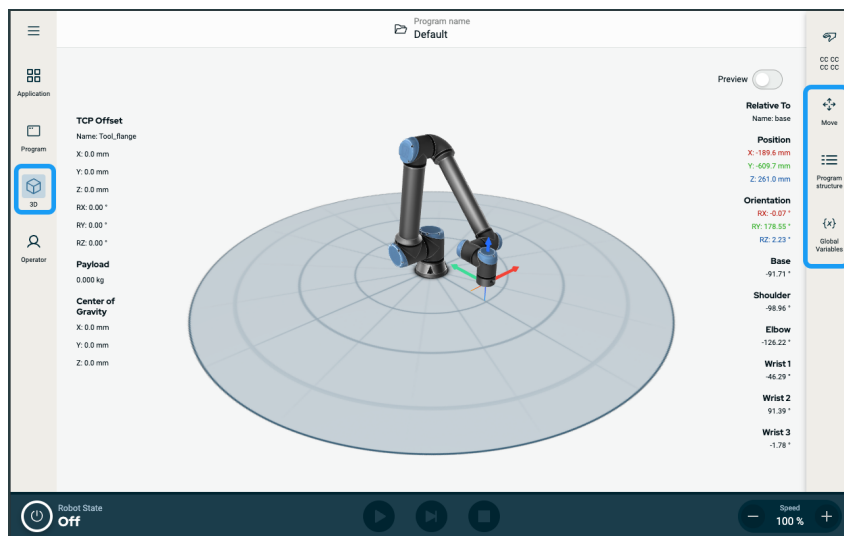 Program name
Default
Application
Program
3D
Operator
TCP Offset
Name: Tool_flange
X: 0.0 mm
Y: 0.0 mm
Z: 0.0 mm
RX: 0.00 °
RY: 0.00 °
RZ: 0.00 °
Payload
0.000 kg
Center of
Gravity
X: 0.0 mm
Y: 0.0 mm
Z: 0.0 mm
Preview
Relative To
Name: base
Position
X: -189.6 mm
Y: -609.7 mm
Z: 261.0 mm
Orientation
RX: -0.07 °
RY: 178.55 °
RZ: 2.23 °
Base
-91.71 °
Shoulder
-98.96 °
Elbow
-126.22 °
Wrist 1
-46.29 °
Wrist 2
91.39 °
Wrist 3
-1.78 °
CC CC
CC CC
Move
Program
structure
{x}
Global
Variables
Robot State
Off
Speed
100 %